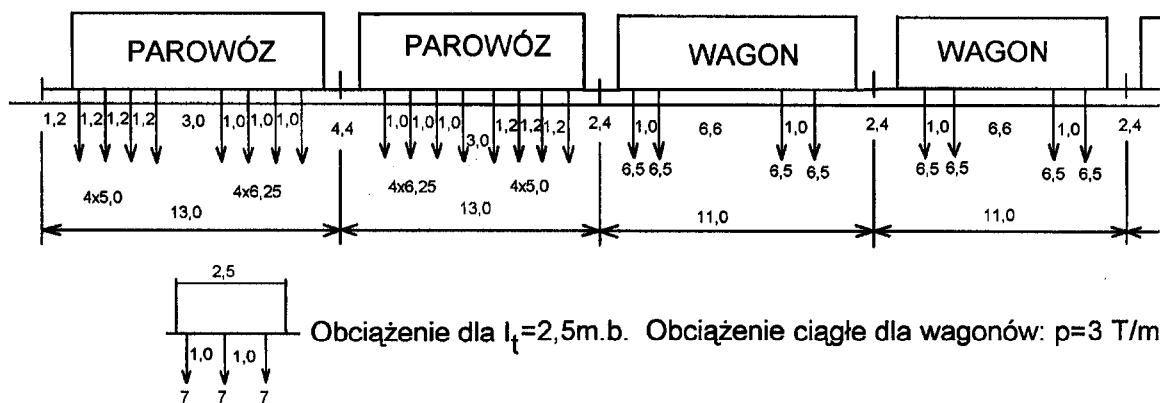 PAROWÓZ PAROWÓZ WAGON WAGON
1,2 1,2 1,2 1,2 3,0 1,0 1,0 1,0 4,4 1,0 1,0 1,0 3,0 1,2 1,2 1,2 2,4 1,0 6,6 1,0 2,4 1,0 6,6 1,0 2,4
6,5 6,5 6,5 6,5 6,5 6,5 6,5 6,5
4x5,0 4x6,25 4x6,25 4x5,0
13,0 13,0 11,0 11,0
2,5
Obciążenie dla lt=2,5m.b. Obciążenie ciągłe dla wagonów: p=3 T/m
1,0 1,0
7 7 7